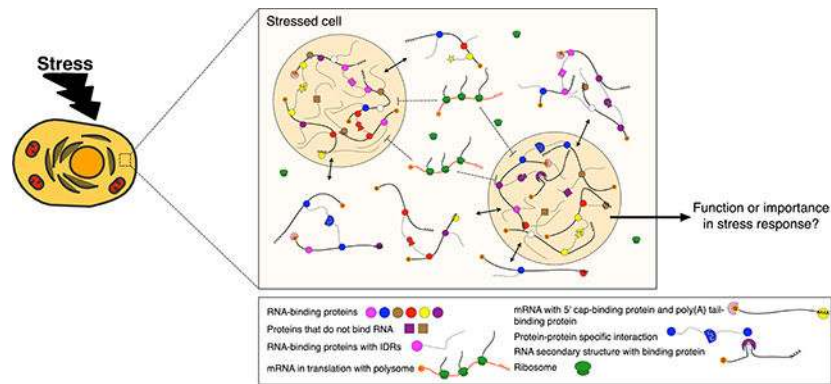 Stress
Stressed cell
Function or importance
in stress response?
RNA-binding proteins
Proteins that do not bind RNA
RNA-binding proteins with IDRs
mRNA in translation with polysome
mRNA with 5' cap-binding protein and poly(A) tail-
binding protein
Protein-protein specific interaction
RNA secondary structure with binding protein
Ribosome